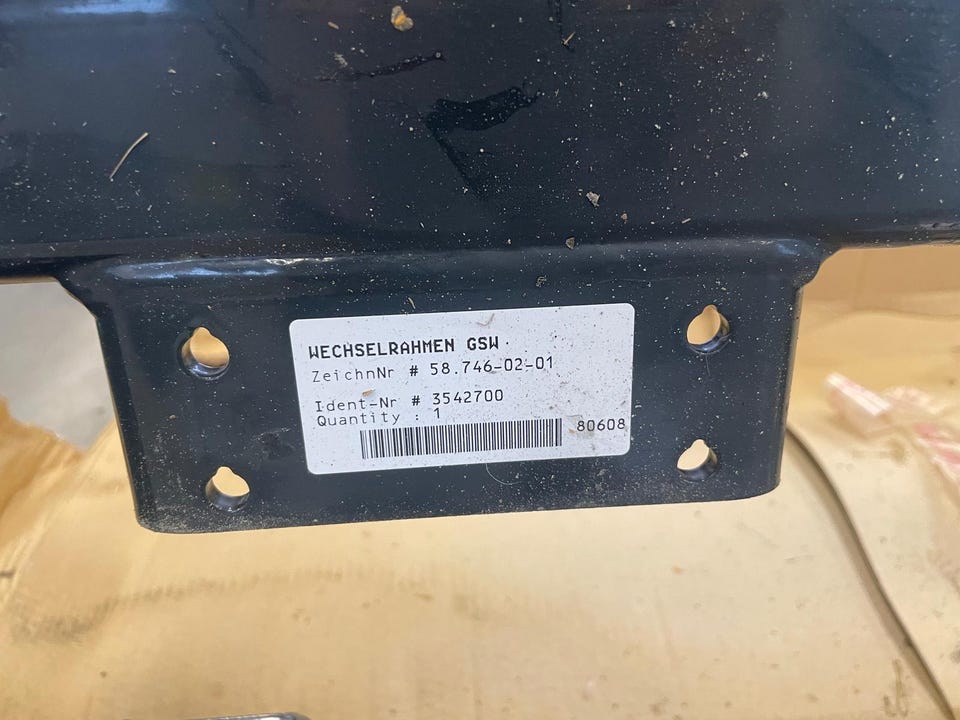 WECHSELRAHMEN GSW.
ZeichnNr # 58.746-02-01
Ident-Nr # 3542700
Quantity : 1
80608